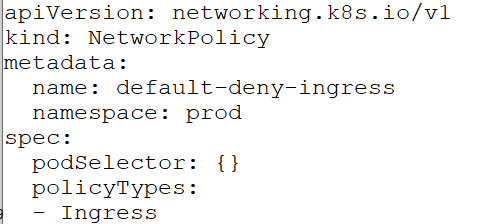 apiVersion: networking.k8s.io/v1
kind: NetworkPolicy
metadata:
  name: default-deny-ingress
  namespace: prod
spec:
  podSelector: {}
  policyTypes:
  - Ingress